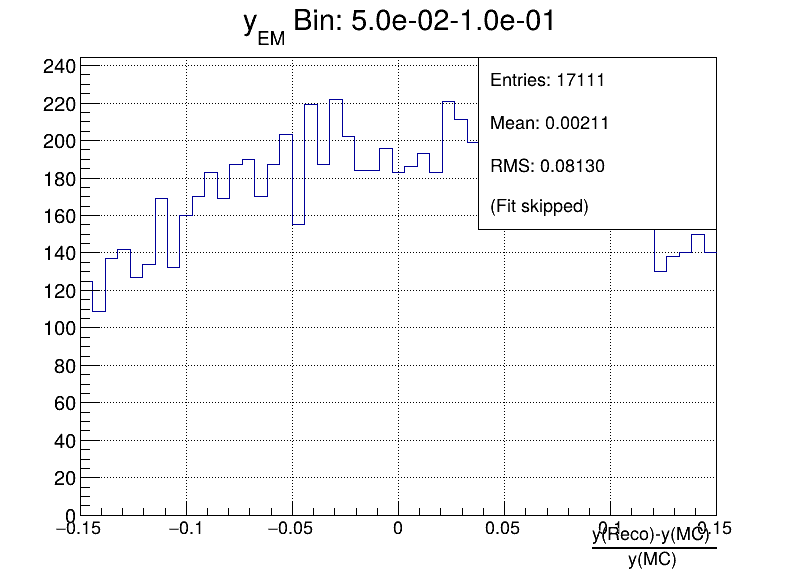 yEM Bin: 5.0e-02-1.0e-01
240
220
200
180
160
140
120
100
80
60
40
20
0
Entries: 17111
Mean: 0.00211
RMS: 0.08130
(Fit skipped)
−0.15 −0.1 −0.05 0 0.05 0.1 0.15
y(Reco)-y(MC)
y(MC)